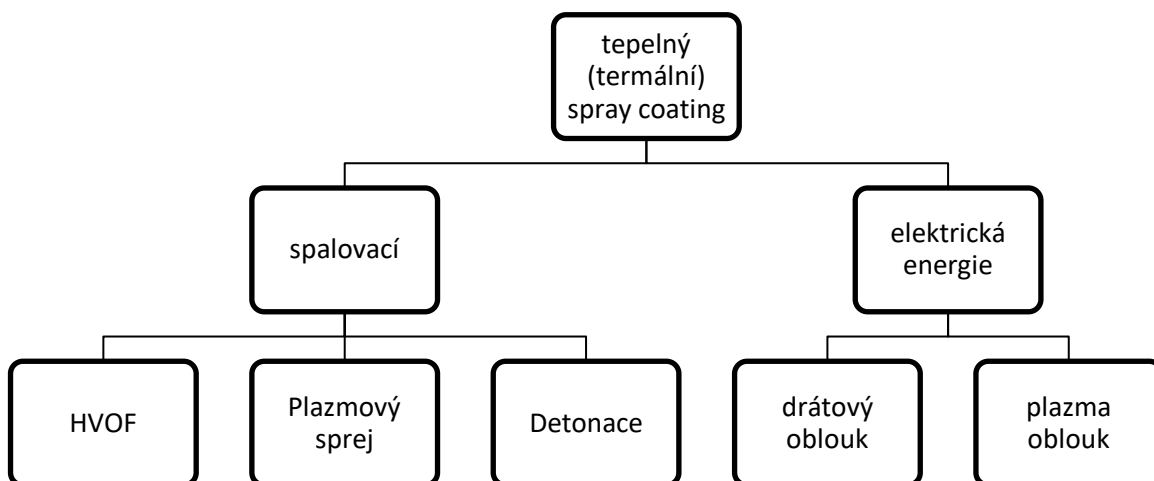 tepelný
(termální)
spray coating
spalovací
elektrická
energie
HVOF
Plazmový
sprej
Detonace
drátový
oblouk
plazma
oblouk